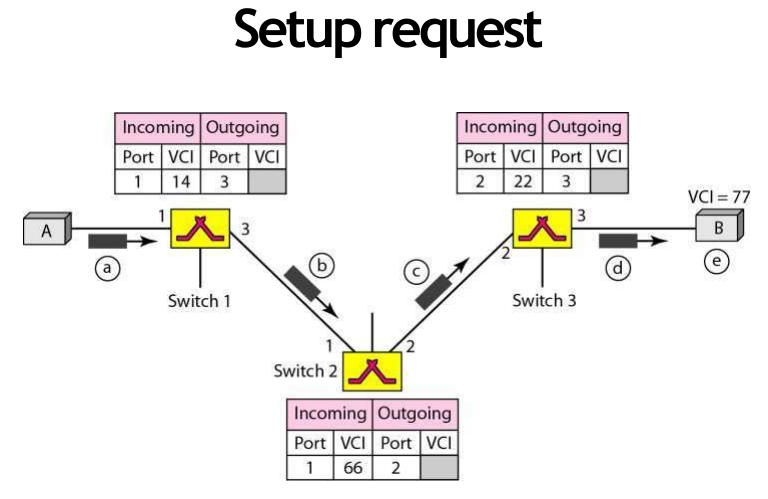 Setup request
Incoming Outgoing
Port VCI Port VCI
1 14 3
Incoming Outgoing
Port VCI Port VCI
2 22 3
VCI = 77
A
1
3
3
B
a
b
c
2
d
e
Switch 1
Switch 3
1
2
Switch 2
Incoming Outgoing
Port VCI Port VCI
1 66 2